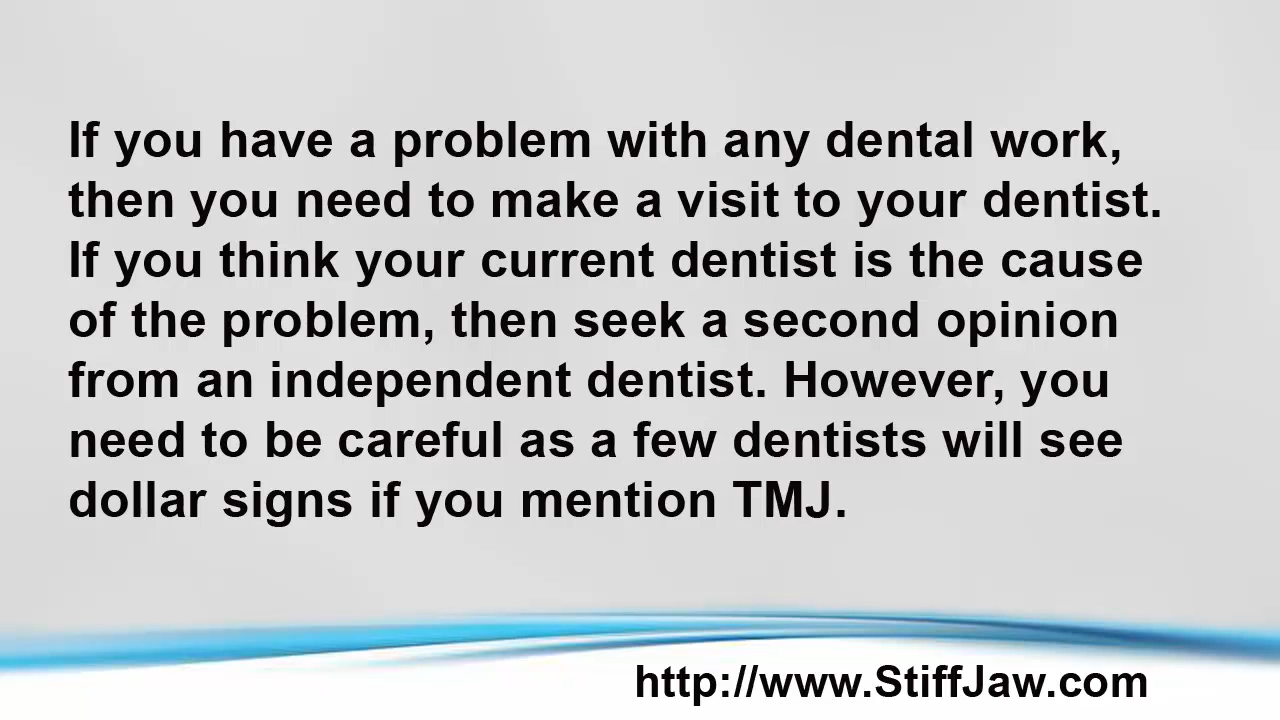 If you have a problem with any dental work,
then you need to make a visit to your dentist.
If you think your current dentist is the cause
of the problem, then seek a second opinion
from an independent dentist. However, you
need to be careful as a few dentists will see
dollar signs if you mention TMJ.
http://www.StiffJaw.com